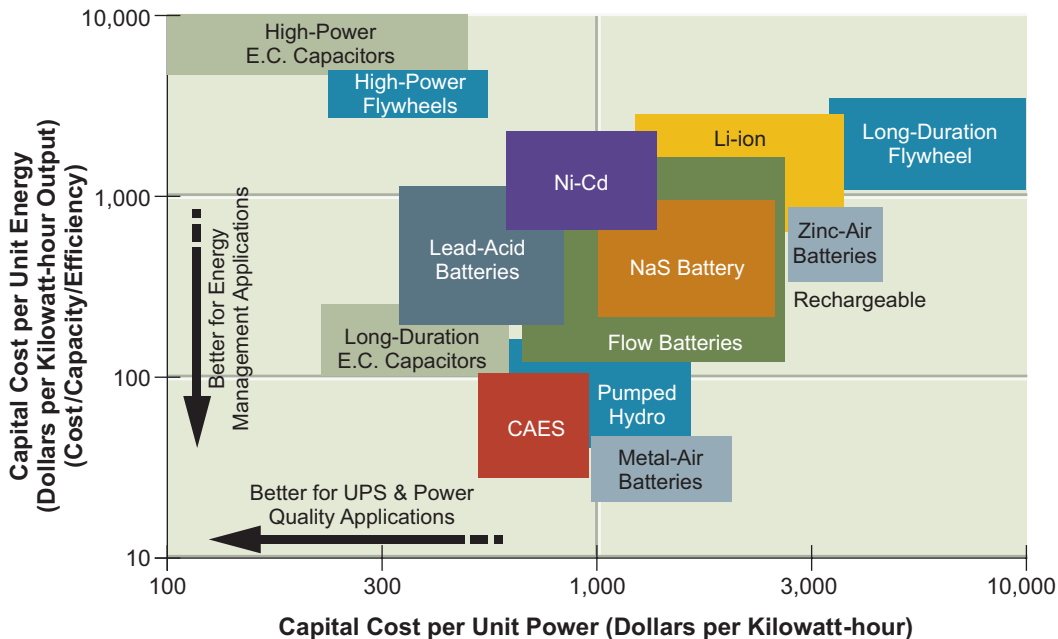 10,000
1,000
100
10
100
300
1,000
3,000
10,000
Capital Cost per Unit Energy
(Dollars per Kilowatt-hour Output)
(Cost/Capacity/Efficiency)
Capital Cost per Unit Power (Dollars per Kilowatt-hour)
Better for Energy
Management Applications
Better for UPS & Power
Quality Applications
High-Power
E.C. Capacitors
High-Power
Flywheels
Li-ion
Long-Duration
Flywheel
Ni-Cd
Lead-Acid
Batteries
NaS Battery
Zinc-Air
Batteries
Rechargeable
Flow Batteries
Long-Duration
E.C. Capacitors
Pumped
Hydro
CAES
Metal-Air
Batteries